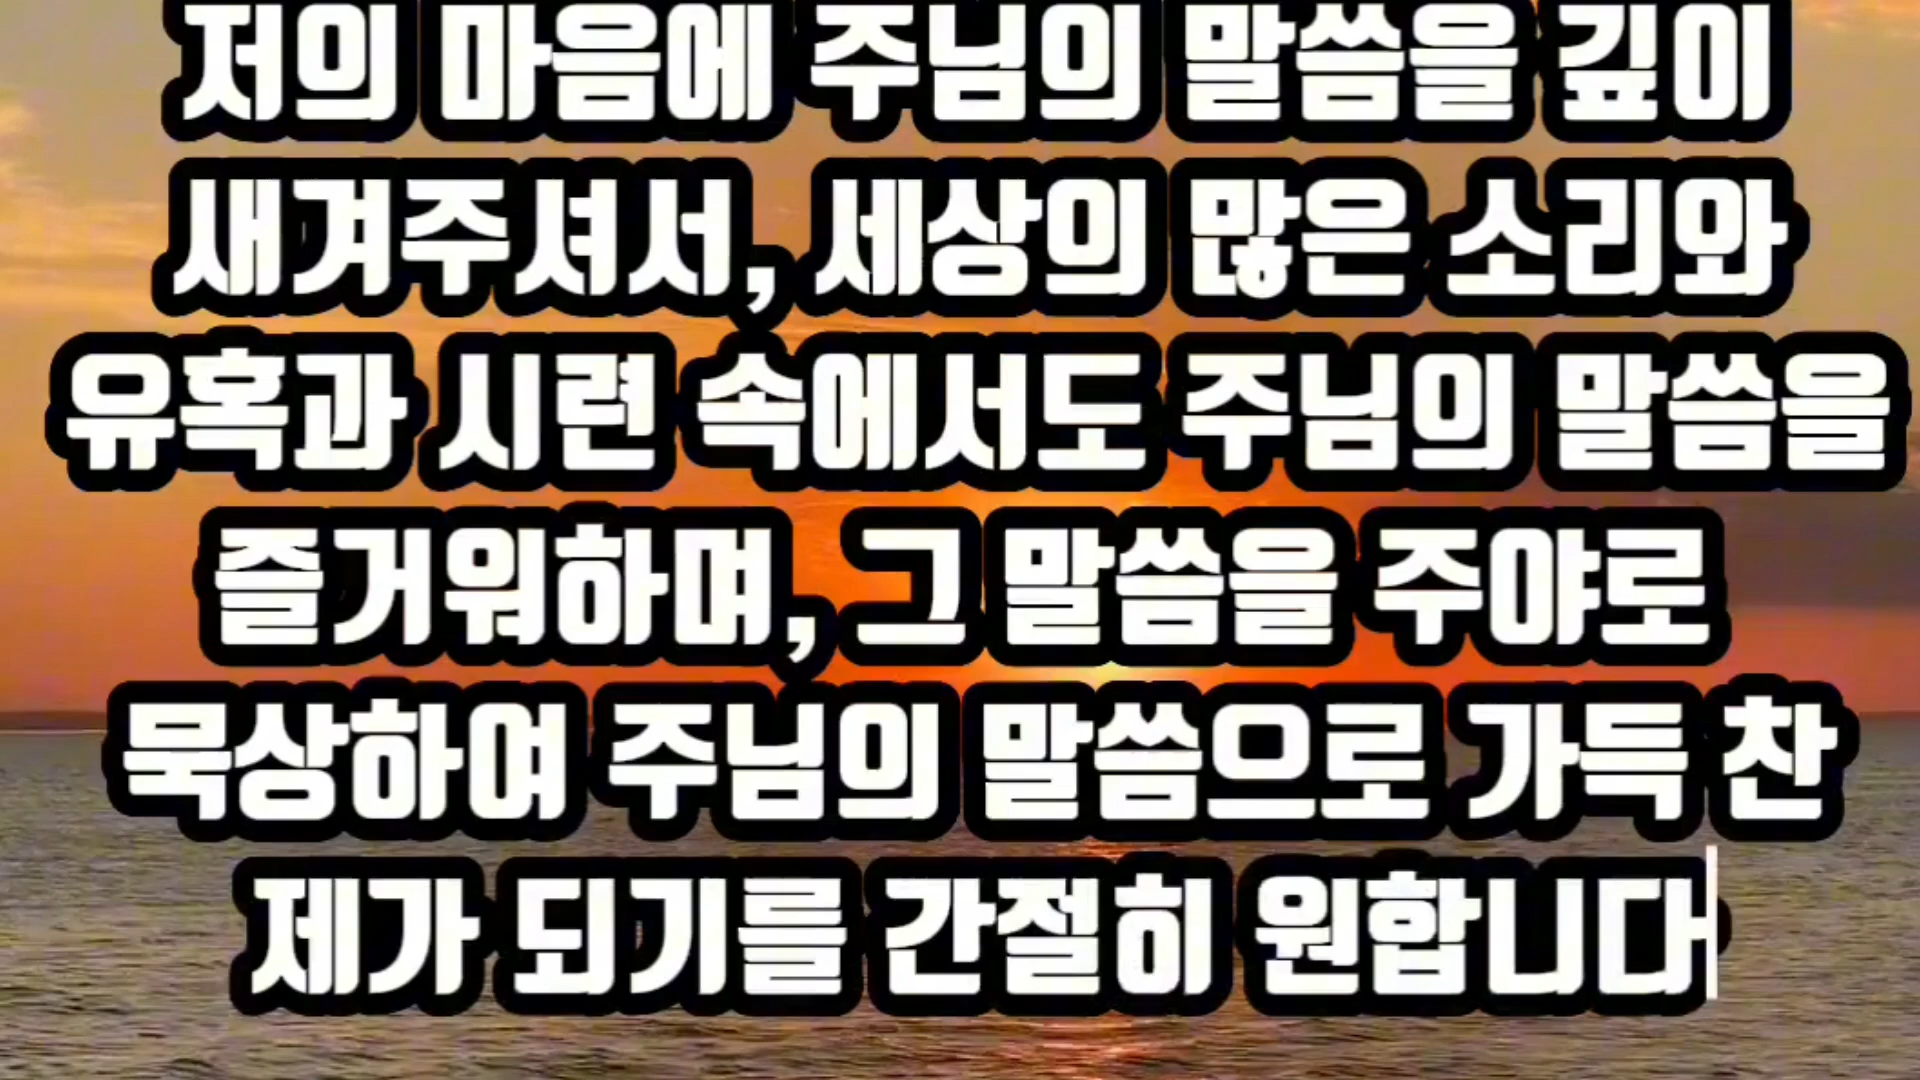 저의 마음에 주님의 말씀을 깊이
새겨주셔서, 세상의 많은 소리와
유혹과 시련 속에서도 주님의 말씀을
즐거워하며, 그 말씀을 주야로
묵상하여 주님의 말씀으로 가득 찬
제가 되기를 간절히 원합니다